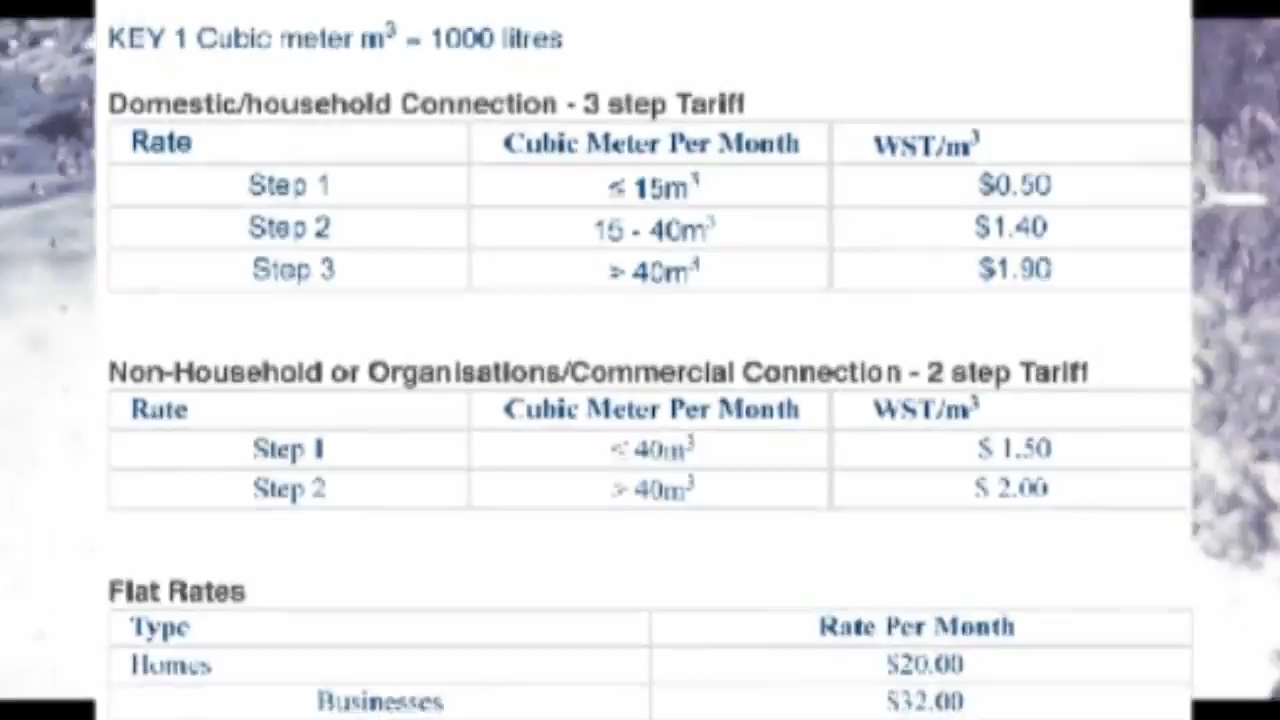 KEY 1 Cubic meter m³ = 1000 litres
Domestic/household Connection - 3 step Tariff
Rate Cubic Meter Per Month WST/m³
Step 1 ≤ 15m³ $0.50
Step 2 15 - 40m³ $1.40
Step 3 > 40m³ $1.90
Non-Household or Organisations/Commercial Connection - 2 step Tariff
Rate Cubic Meter Per Month WST/m³
Step 1 < 40m³ $ 1.50
Step 2 > 40m³ $ 2.00
Flat Rates
Type Rate Per Month
Homes $20.00
Businesses $32.00